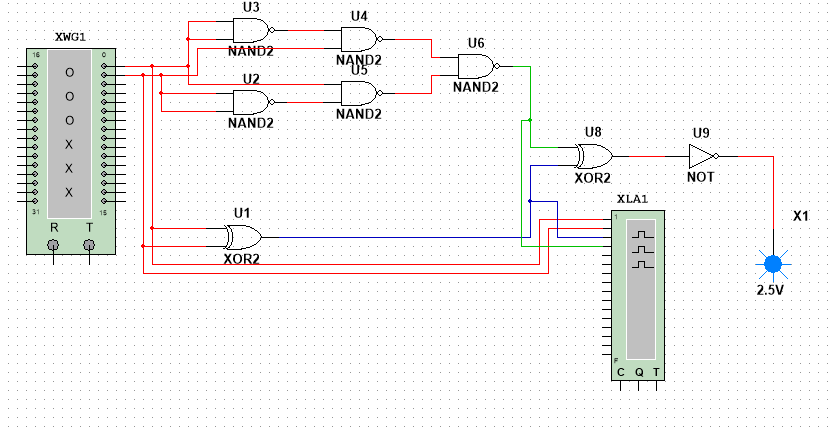 U3
U4
XWG1
NAND2
U6
16 0
NAND2
O
U2
U5
NAND2
O
NAND2
NAND2
O
U8
U9
X
X
XOR2
NOT
X
XLA1
31 15
U1
X1
R T
1
XOR2
2.5V
F
C Q T